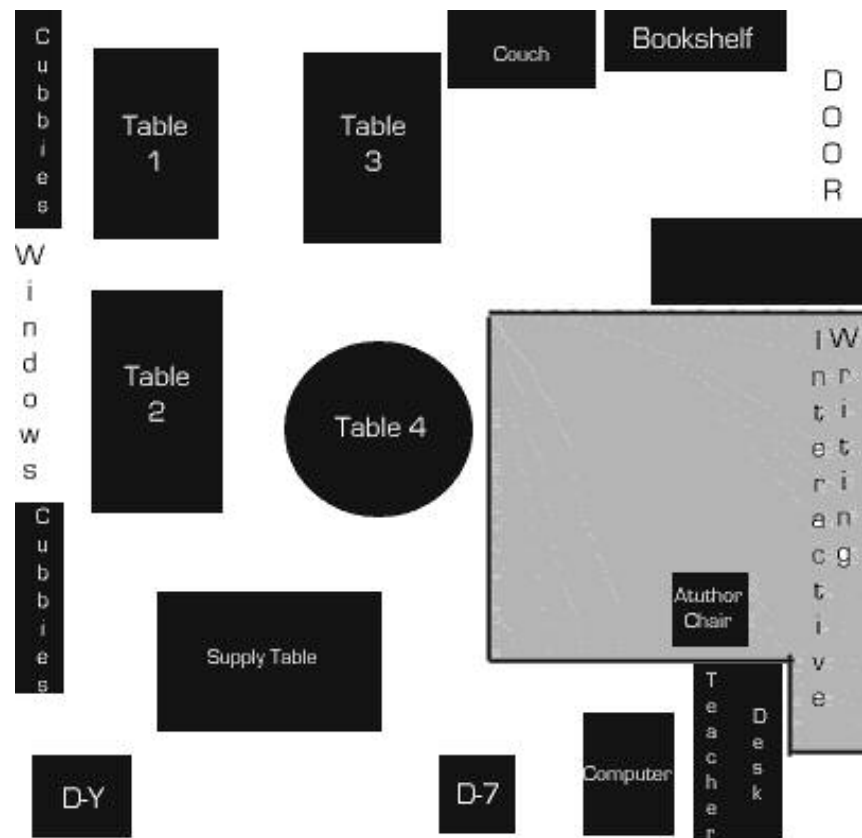 Cubbies
Table
1
Table
3
Couch
Bookshelf
DOOR
Windows
Table
2
Table 4
Interactive
Writing
Cubbies
Supply Table
Atuthor
Chair
Teacher
Desk
Computer
D-Y
D-7